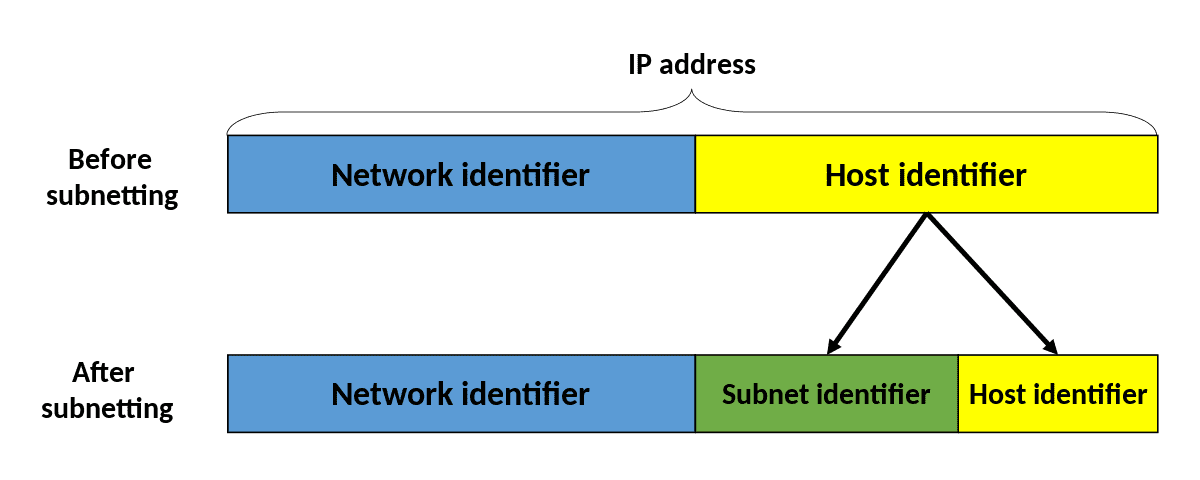 IP address
Before
subnetting
Network identifier
Host identifier
After
subnetting
Network identifier
Subnet identifier
Host identifier